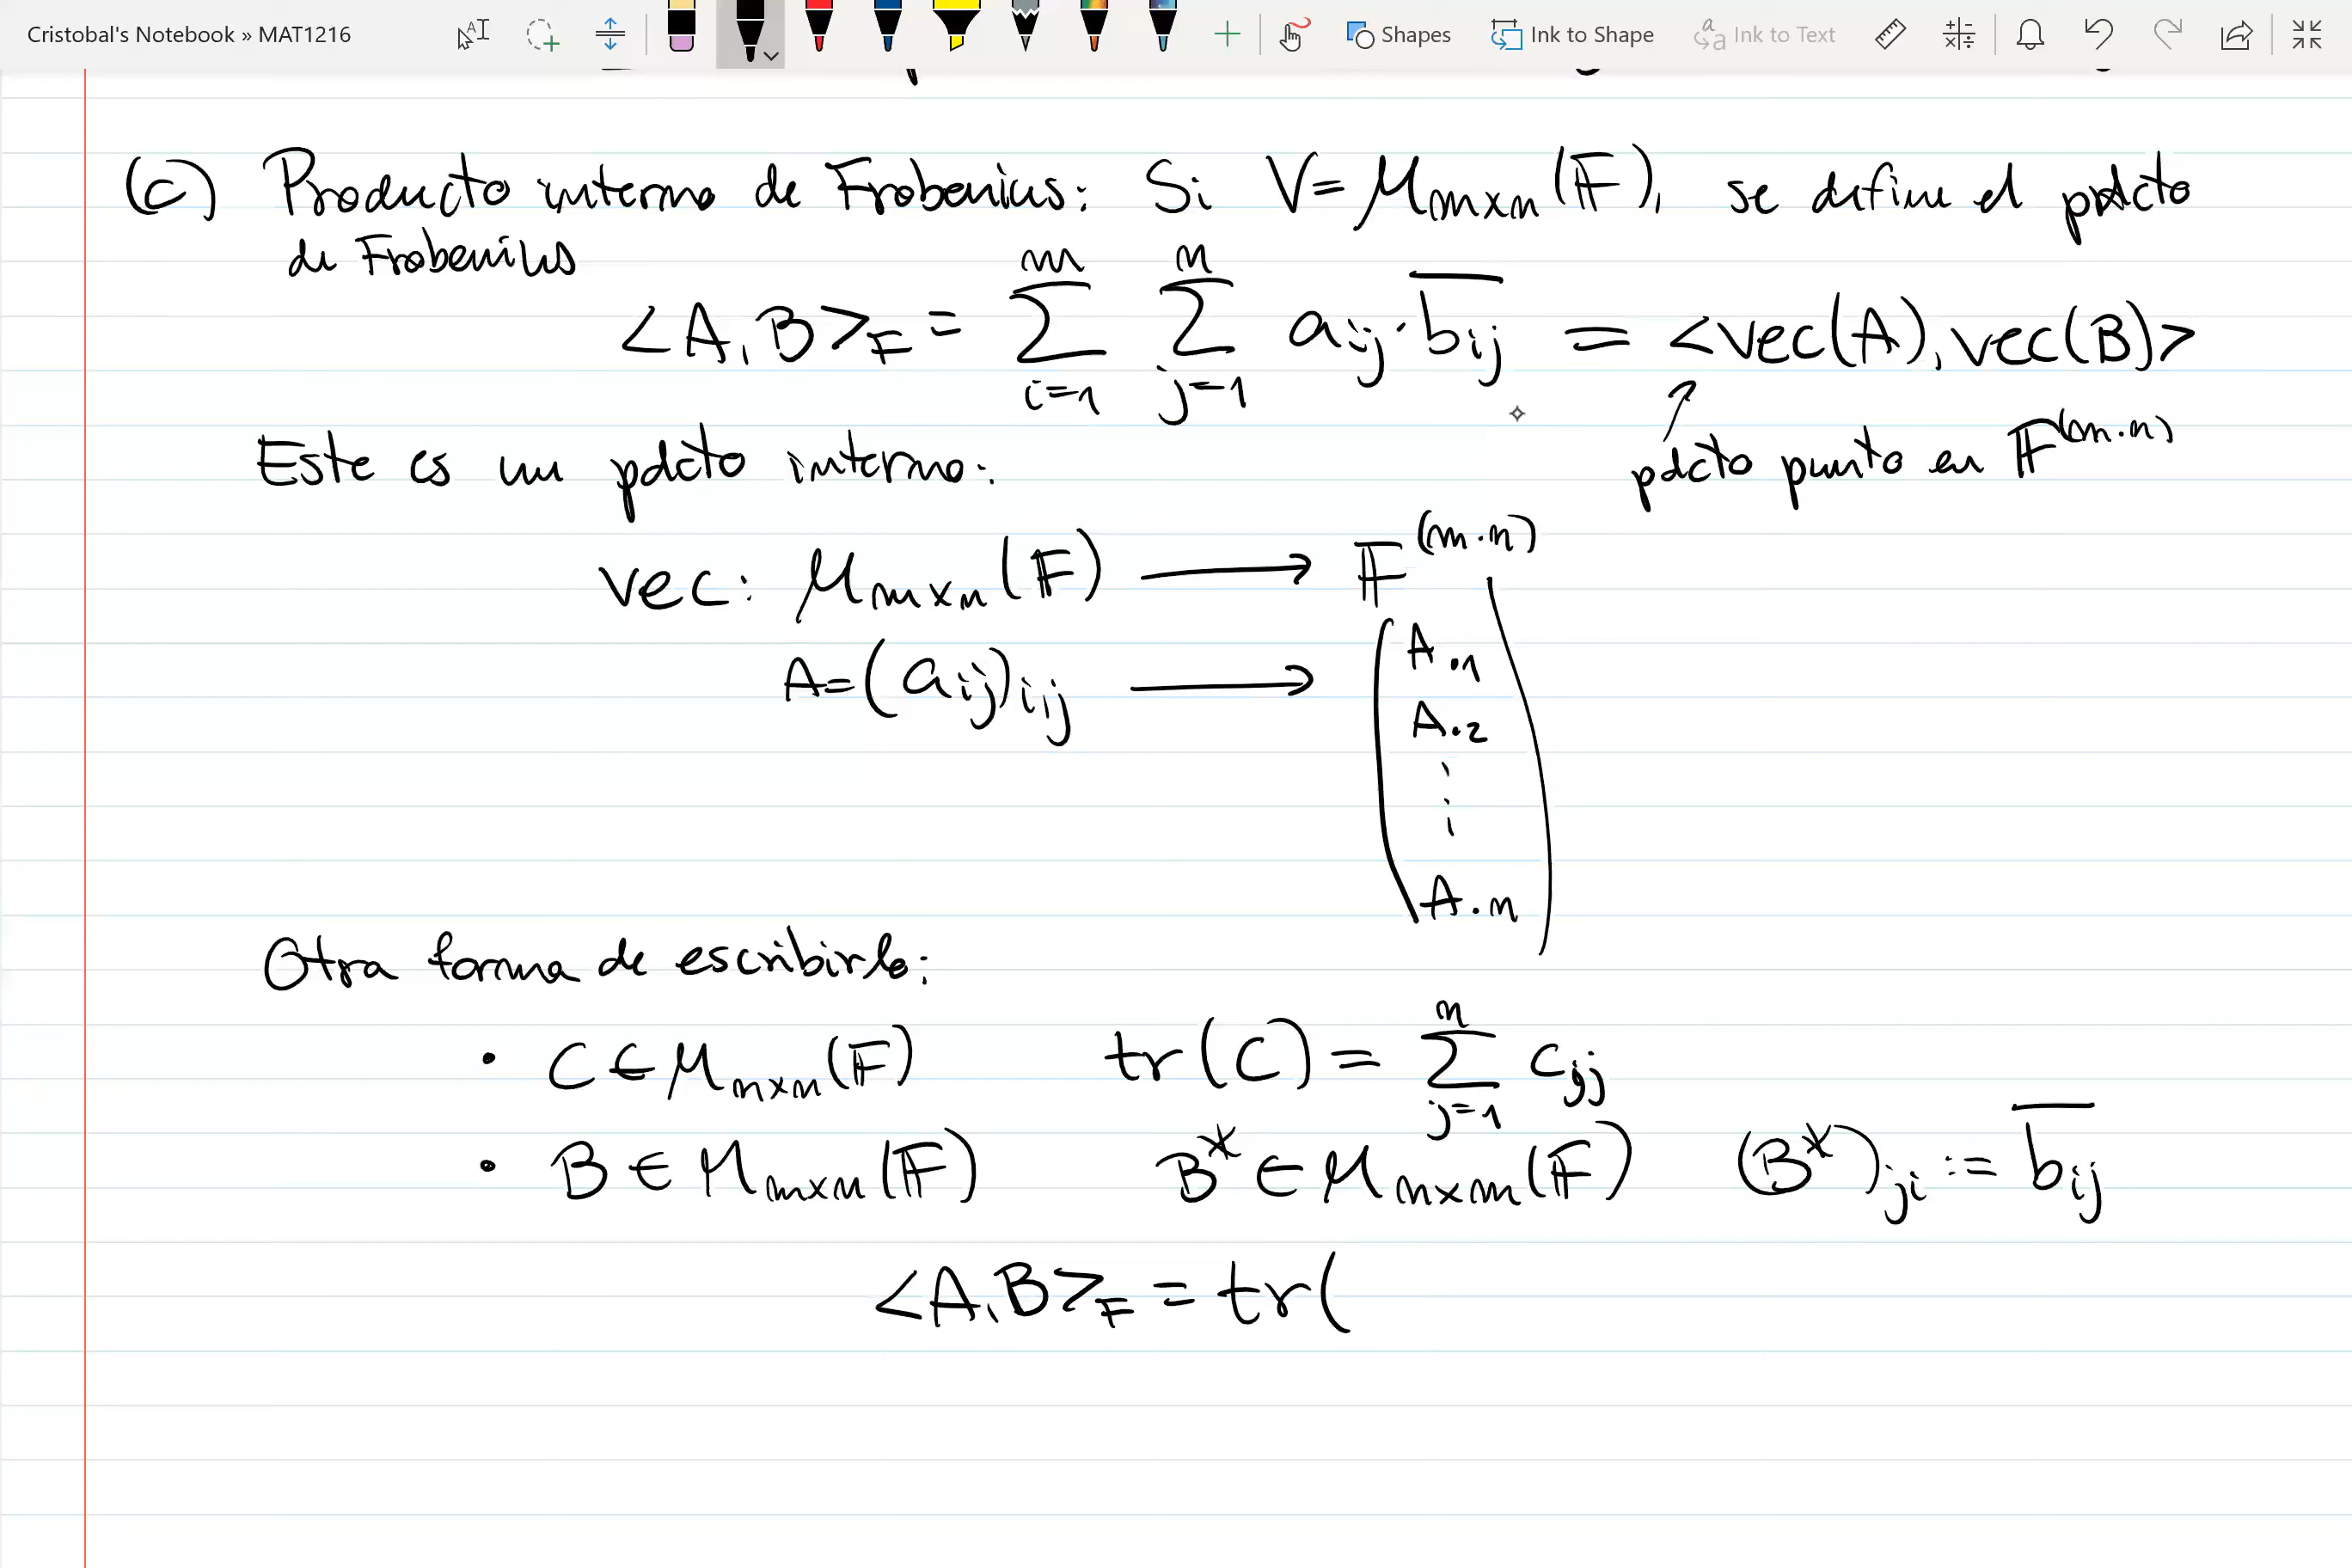 Cristobal's Notebook » MAT1216 Shapes Ink to Shape Ink to Text
(c) Producto interno de Frobenius: Si V = M_{m×n}(𝔽), se define el pdcto
de Frobenius
<A,B>_F = ∑_{i=1}^{m} ∑_{j=1}^{n} a_{ij} · \overline{b_{ij}} = <vec(A), vec(B)>
Este es un pdcto interno:
pdcto punto en 𝔽^{(m·n)}
vec: M_{m×n}(𝔽) ⟶ 𝔽^{(m·n)}
A = (a_{ij})_{ij} ⟶ (A_{·1}
A_{·2}
⋮
A_{·n})
Otra forma de escribirlo:
• C ∈ M_{n×n}(𝔽) tr(C) = ∑_{j=1}^{n} c_{jj}
• B ∈ M_{m×n}(𝔽) B* ∈ M_{n×m}(𝔽) (B*)_{ji} := \overline{b_{ij}}
<A,B>_F = tr(